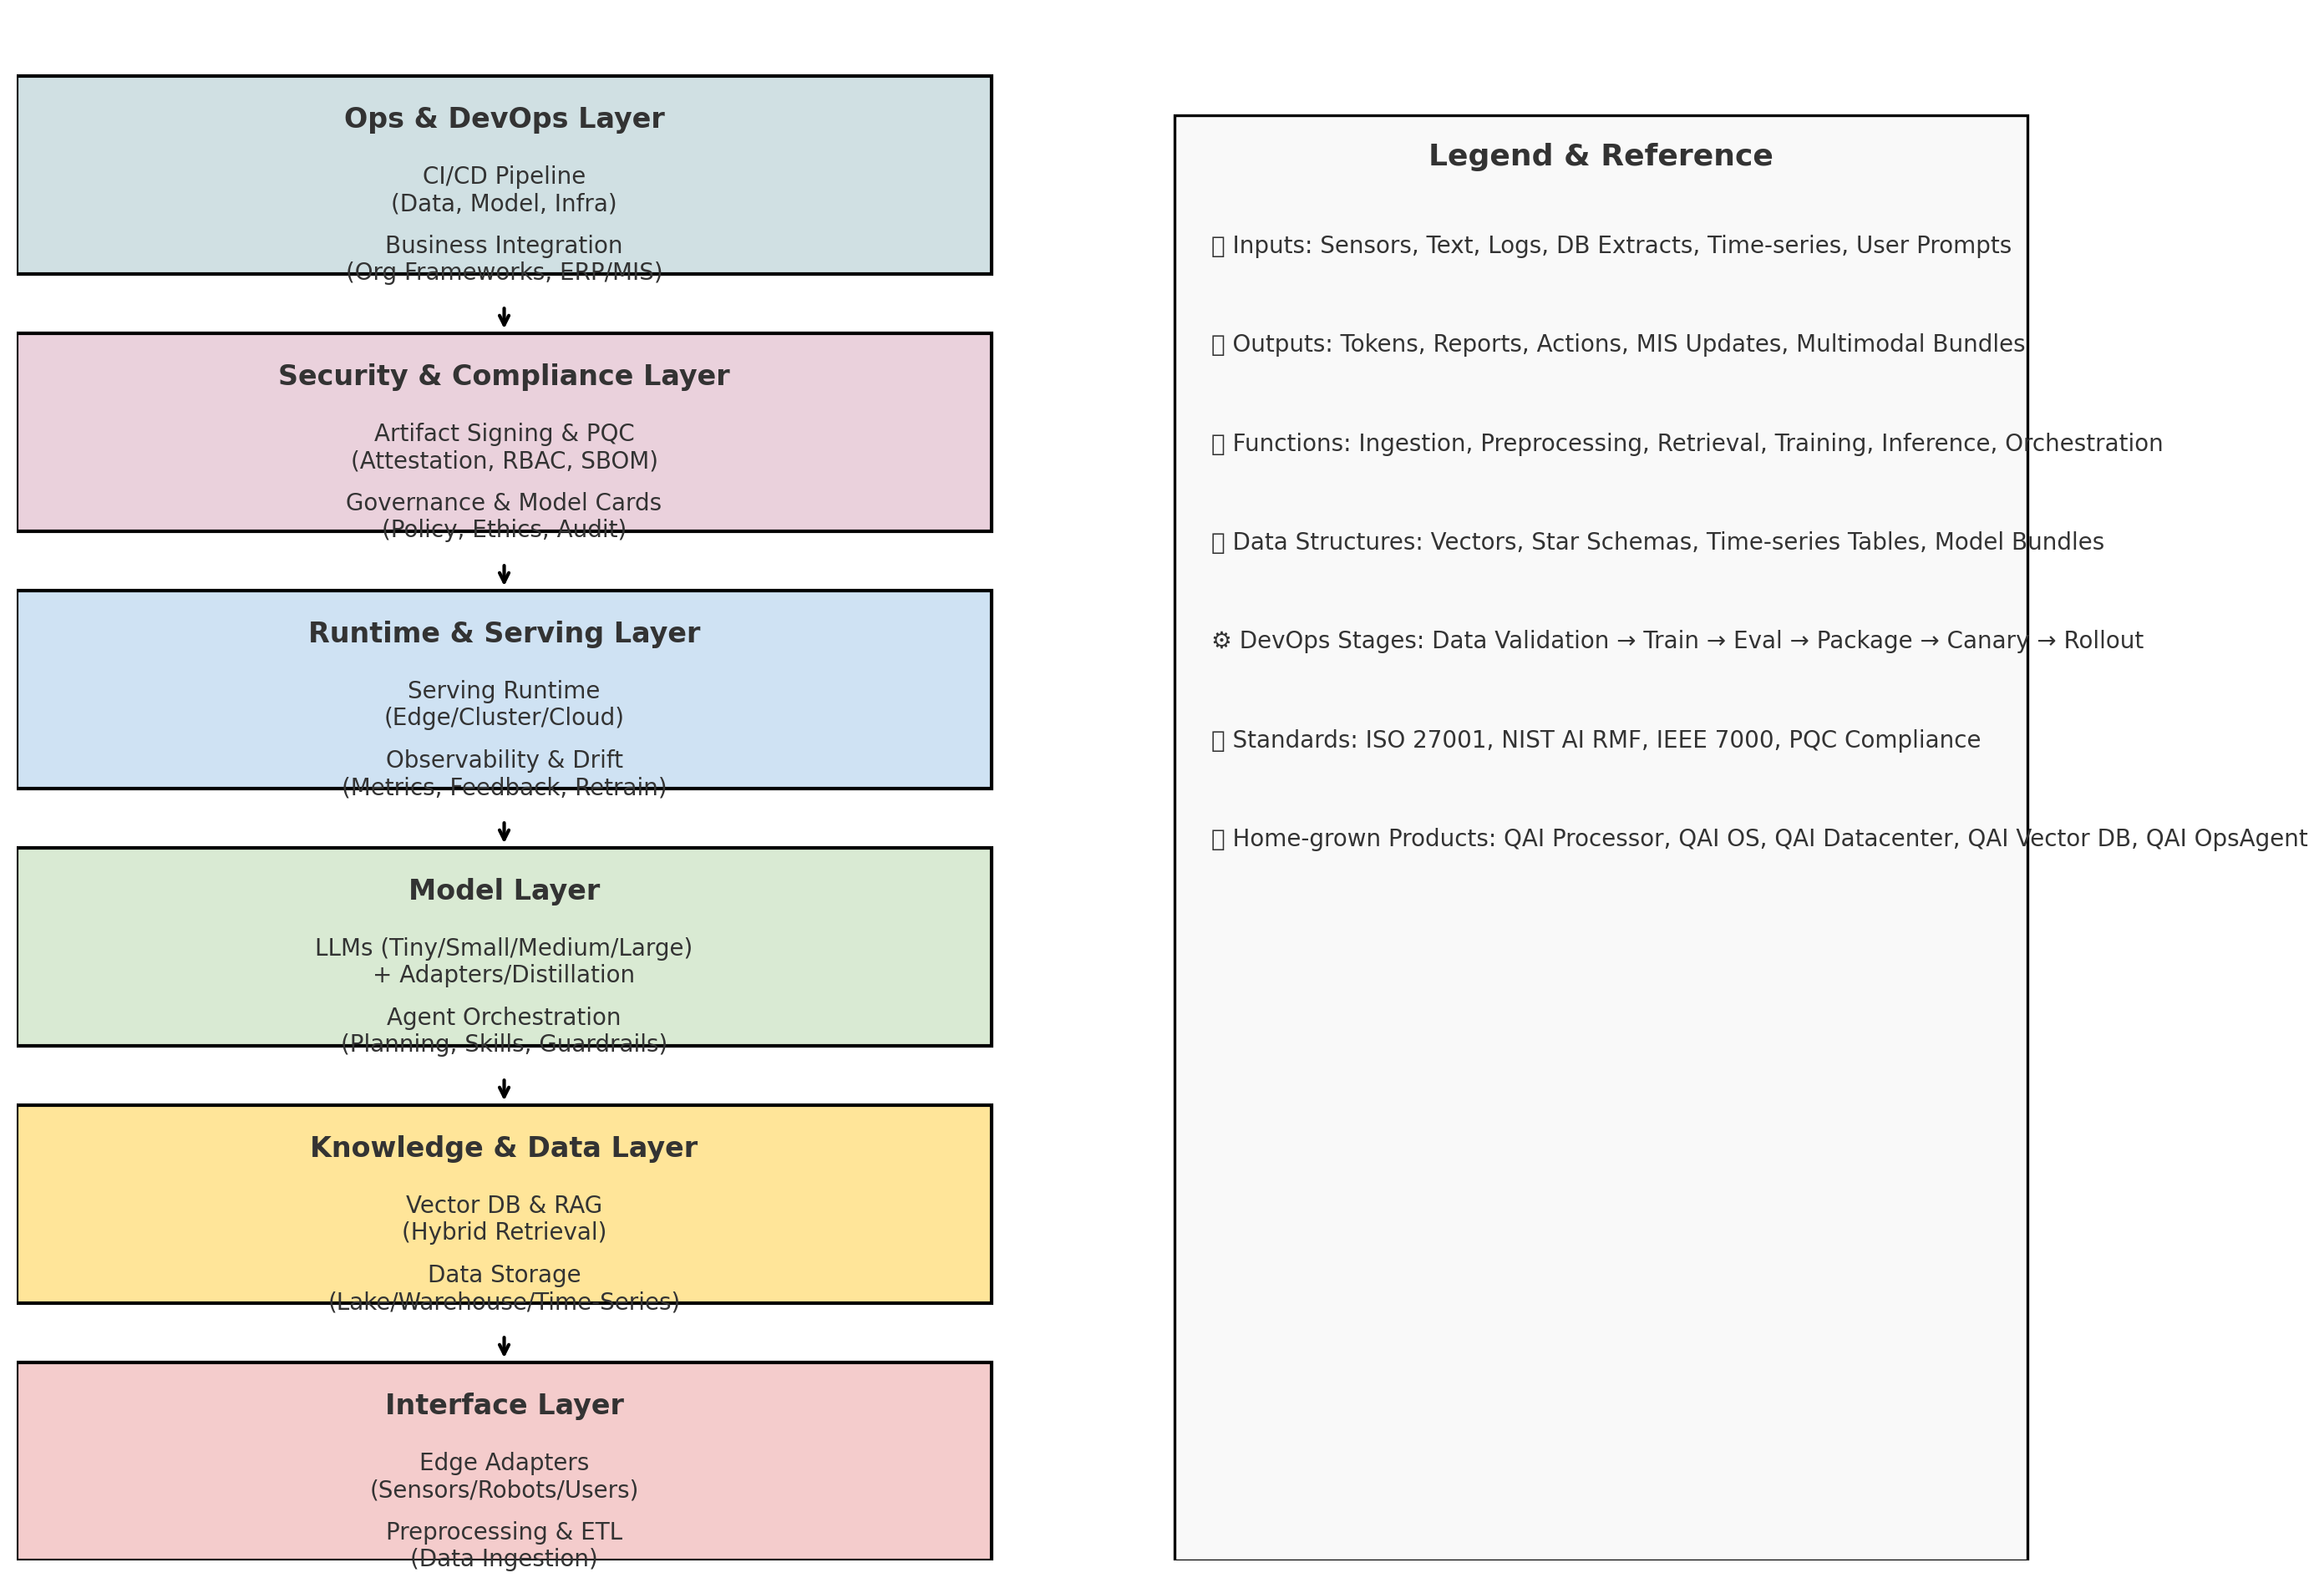 Ops & DevOps Layer
CI/CD Pipeline
(Data, Model, Infra)
Business Integration
(Org Frameworks, ERP/MIS)
Security & Compliance Layer
Artifact Signing & PQC
(Attestation, RBAC, SBOM)
Governance & Model Cards
(Policy, Ethics, Audit)
Runtime & Serving Layer
Serving Runtime
(Edge/Cluster/Cloud)
Observability & Drift
(Metrics, Feedback, Retrain)
Model Layer
LLMs (Tiny/Small/Medium/Large)
+ Adapters/Distillation
Agent Orchestration
(Planning, Skills, Guardrails)
Knowledge & Data Layer
Vector DB & RAG
(Hybrid Retrieval)
Data Storage
(Lake/Warehouse/Time-Series)
Interface Layer
Edge Adapters
(Sensors/Robots/Users)
Preprocessing & ETL
(Data Ingestion)
Legend & Reference
Inputs: Sensors, Text, Logs, DB Extracts, Time-series, User Prompts
Outputs: Tokens, Reports, Actions, MIS Updates, Multimodal Bundles
Functions: Ingestion, Preprocessing, Retrieval, Training, Inference, Orchestration
Data Structures: Vectors, Star Schemas, Time-series Tables, Model Bundles
⚙ DevOps Stages: Data Validation → Train → Eval → Package → Canary → Rollout
Standards: ISO 27001, NIST AI RMF, IEEE 7000, PQC Compliance
Home-grown Products: QAI Processor, QAI OS, QAI Datacenter, QAI Vector DB, QAI OpsAgent